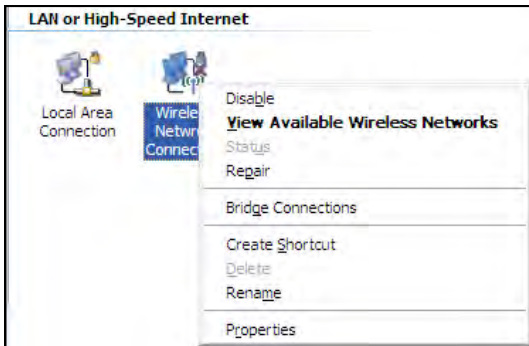 LAN or High-Speed Internet
Local Area
Connection
Wirele
Netwo
Connec
Disable
View Available Wireless Networks
Status
Repair
Bridge Connections
Create Shortcut
Delete
Rename
Properties